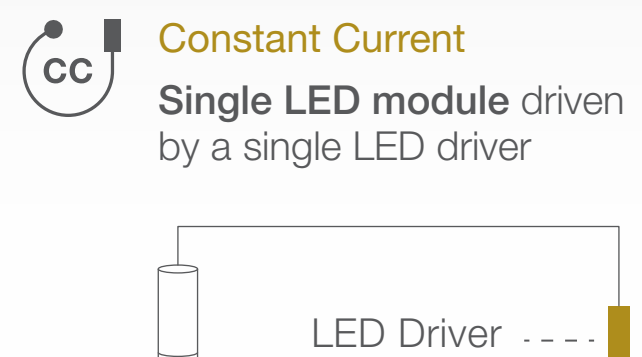 cc
Constant Current
Single LED module driven
by a single LED driver
LED Driver